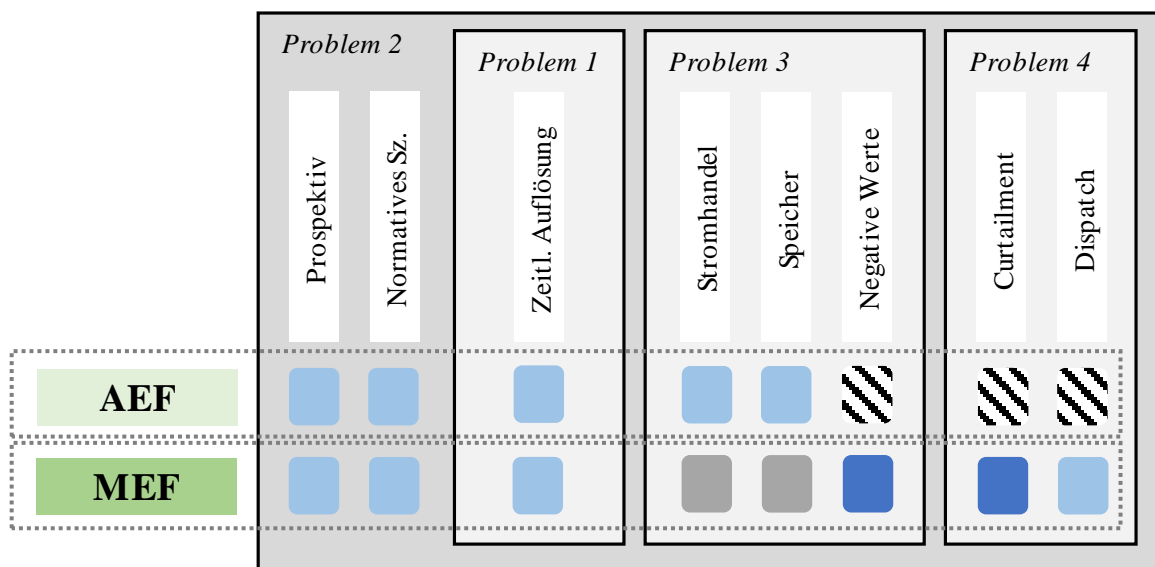 Problem 2
Problem 1
Problem 3
Problem 4
Prospektiv
Normatives Sz.
Zeitl. Auflösung
Stromhandel
Speicher
Negative Werte
Curtailment
Dispatch
AEF
MEF